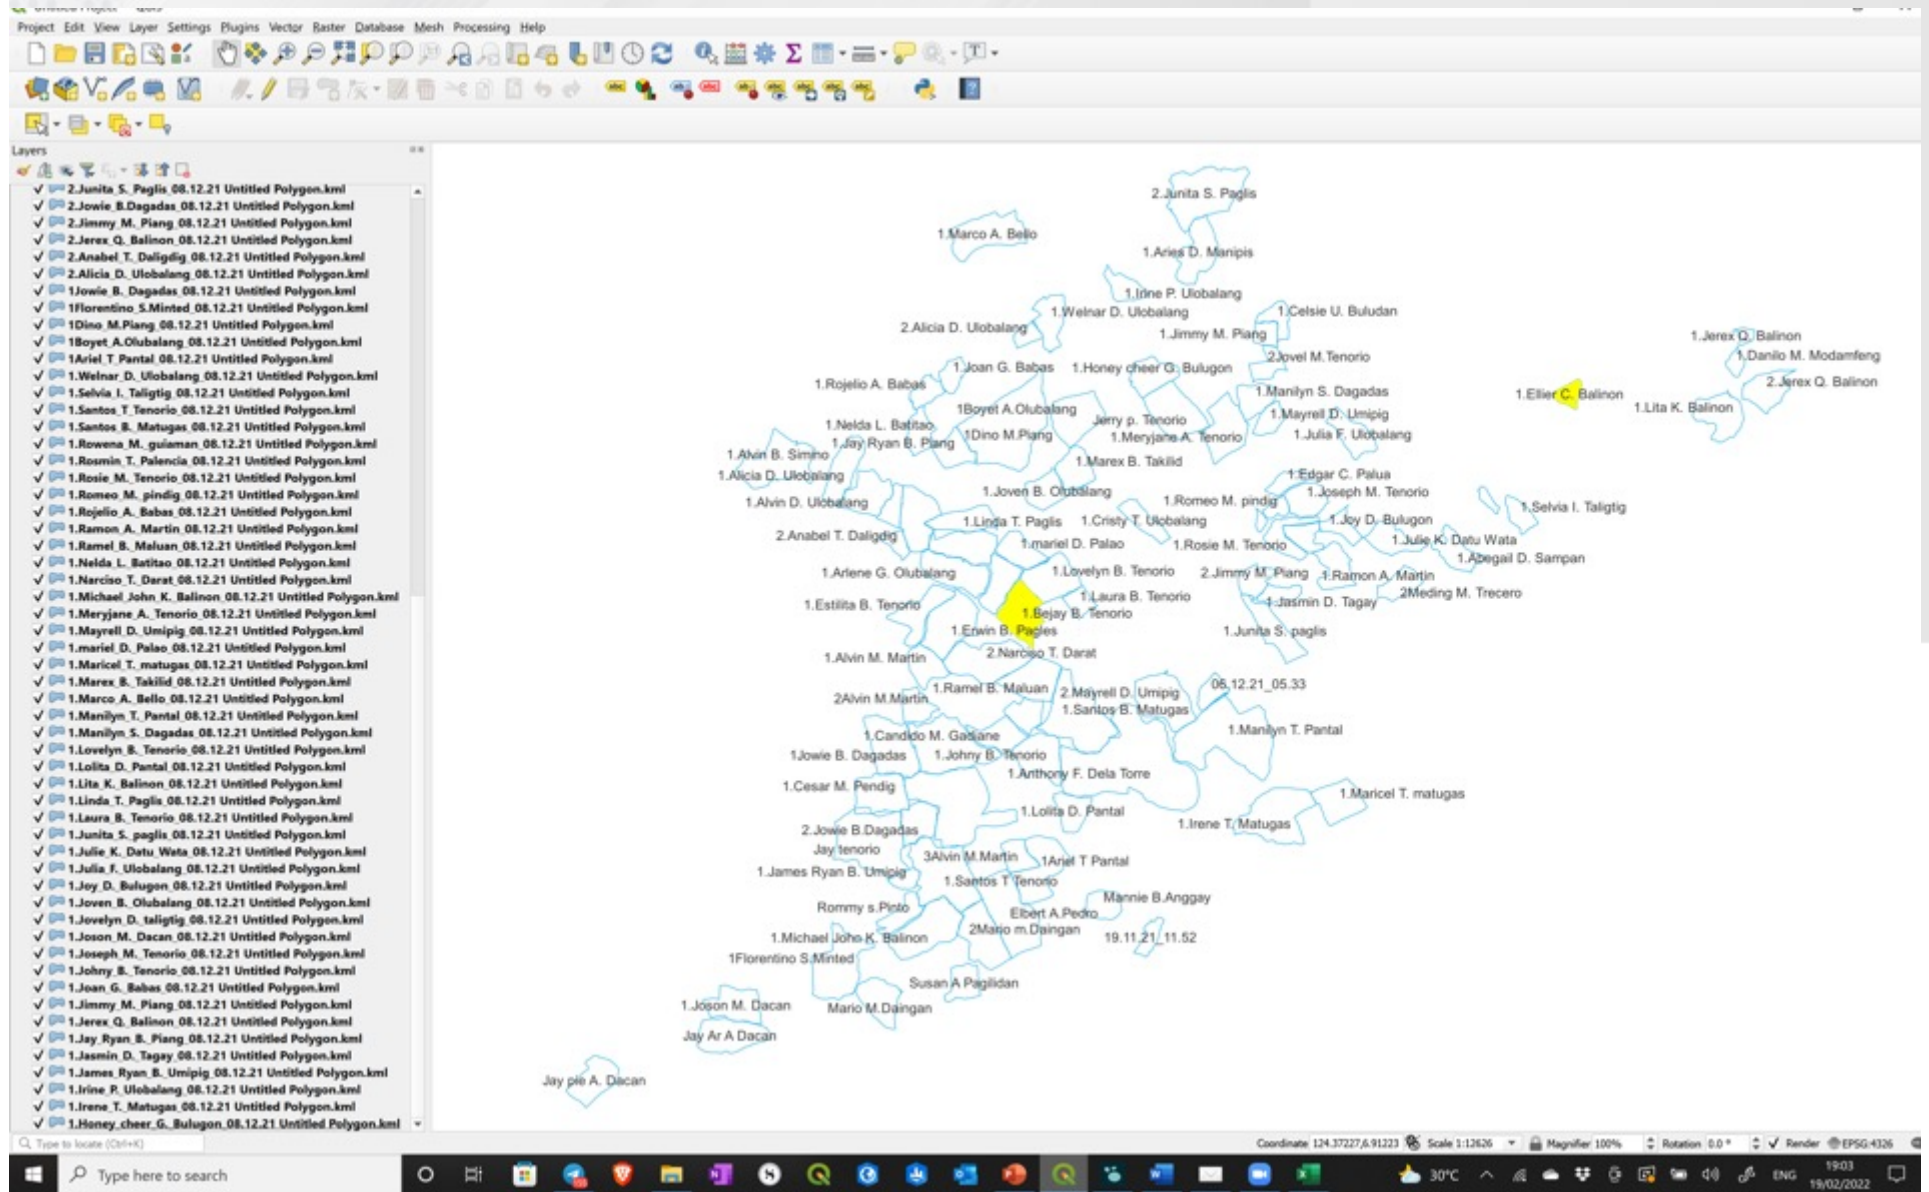 Project Edit View Layer Settings Plugins Vector Raster Database Mesh Processing Help
Layers
2.Junita_S._Paglis_08.12.21 Untitled Polygon.kml
2.Jowie_B.Dagadas_08.12.21 Untitled Polygon.kml
2.Jimmy_M._Piang_08.12.21 Untitled Polygon.kml
2.Jerex_Q._Balinon_08.12.21 Untitled Polygon.kml
2.Anabel_T._Daligdig_08.12.21 Untitled Polygon.kml
2.Alicia_D._Ulobalang_08.12.21 Untitled Polygon.kml
1Jowie_B._Dagadas_08.12.21 Untitled Polygon.kml
1Florentino_S.Minted_08.12.21 Untitled Polygon.kml
1Dino_M.Piang_08.12.21 Untitled Polygon.kml
1Boyet_A.Olubalang_08.12.21 Untitled Polygon.kml
1Ariel_T_Pantal_08.12.21 Untitled Polygon.kml
1.Welnar_D._Ulobalang_08.12.21 Untitled Polygon.kml
1.Selvia_I._Taligtig_08.12.21 Untitled Polygon.kml
1.Santos_T_Tenorio_08.12.21 Untitled Polygon.kml
1.Santos_B._Matugas_08.12.21 Untitled Polygon.kml
1.Rowena_M._guiaman_08.12.21 Untitled Polygon.kml
1.Rosmin_T._Palencia_08.12.21 Untitled Polygon.kml
1.Rosie_M._Tenorio_08.12.21 Untitled Polygon.kml
1.Romeo_M._pindig_08.12.21 Untitled Polygon.kml
1.Rojelio_A._Babas_08.12.21 Untitled Polygon.kml
1.Ramon_A._Martin_08.12.21 Untitled Polygon.kml
1.Ramel_B._Maluan_08.12.21 Untitled Polygon.kml
1.Nelda_L._Batitao_08.12.21 Untitled Polygon.kml
1.Narciso_T._Darat_08.12.21 Untitled Polygon.kml
1.Michael_John_K._Balinon_08.12.21 Untitled Polygon.kml
1.Meryjane_A._Tenorio_08.12.21 Untitled Polygon.kml
1.Mayrell_D._Umipig_08.12.21 Untitled Polygon.kml
1.mariel_D._Palao_08.12.21 Untitled Polygon.kml
1.Maricel_T._matugas_08.12.21 Untitled Polygon.kml
1.Marex_B._Takilid_08.12.21 Untitled Polygon.kml
1.Marco_A._Bello_08.12.21 Untitled Polygon.kml
1.Manilyn_T._Pantal_08.12.21 Untitled Polygon.kml
1.Manilyn_S._Dagadas_08.12.21 Untitled Polygon.kml
1.Lovelyn_B._Tenorio_08.12.21 Untitled Polygon.kml
1.Lolita_D._Pantal_08.12.21 Untitled Polygon.kml
1.Lita_K._Balinon_08.12.21 Untitled Polygon.kml
1.Linda_T._Paglis_08.12.21 Untitled Polygon.kml
1.Laura_B._Tenorio_08.12.21 Untitled Polygon.kml
1.Junita_S._paglis_08.12.21 Untitled Polygon.kml
1.Julie_K._Datu_Wata_08.12.21 Untitled Polygon.kml
1.Julia_F._Ulobalang_08.12.21 Untitled Polygon.kml
1.Joy_D._Bulugon_08.12.21 Untitled Polygon.kml
1.Joven_B._Olubalang_08.12.21 Untitled Polygon.kml
1.Jovelyn_D._taligtig_08.12.21 Untitled Polygon.kml
1.Joson_M._Dacan_08.12.21 Untitled Polygon.kml
1.Joseph_M._Tenorio_08.12.21 Untitled Polygon.kml
1.Johny_B._Tenorio_08.12.21 Untitled Polygon.kml
1.Joan_G._Babas_08.12.21 Untitled Polygon.kml
1.Jimmy_M._Piang_08.12.21 Untitled Polygon.kml
1.Jerex_Q._Balinon_08.12.21 Untitled Polygon.kml
1.Jay_Ryan_B._Piang_08.12.21 Untitled Polygon.kml
1.Jasmin_D._Tagay_08.12.21 Untitled Polygon.kml
1.James_Ryan_B._Umipig_08.12.21 Untitled Polygon.kml
1.Irine_P._Ulobalang_08.12.21 Untitled Polygon.kml
1.Irene_T._Matugas_08.12.21 Untitled Polygon.kml
1.Honey_cheer_G._Bulugon_08.12.21 Untitled Polygon.kml
2.Junita S. Paglis
1.Marco A. Bello
1.Aries D. Manipis
1.Irine P. Ulobalang
1.Welnar D. Ulobalang
1.Celsie U. Buludan
2.Alicia D. Ulobalang
1.Jimmy M. Piang
1.Jerex Q. Balinon
2Jovel M.Tenorio
1.Danilo M. Modamfeng
1.Joan G. Babas
1.Honey cheer G. Bulugon
1.Rojelio A. Babas
2.Jerex Q. Balinon
1.Manilyn S. Dagadas
1.Ellier C. Balinon
1.Lita K. Balinon
1Boyet A.Olubalang
1.Mayrell D. Umipig
Jerry p. Tenorio
1.Nelda L. Batitao
1Dino M.Piang
1.Meryjane A. Tenorio
1.Julia F. Ulobalang
1.Jay Ryan B. Piang
1.Alvin B. Simino
1.Marex B. Takilid
1.Alicia D. Ulobalang
1.Edgar C. Palua
1.Joven B. Olubalang
1.Joseph M. Tenorio
1.Alvin D. Ulobalang
1.Romeo M. pindig
1.Selvia I. Taligtig
1.Linda T. Paglis
1.Cristy T. Ulobalang
1.Joy D. Bulugon
2.Anabel T. Daligdig
1.mariel D. Palao
1.Rosie M. Tenorio
1.Julie K. Datu Wata
1.Abegail D. Sampan
1.Arlene G. Olubalang
1.Lovelyn B. Tenorio
2.Jimmy M. Piang
1.Ramon A. Martin
1.Laura B. Tenorio
2Meding M. Trecero
1.Estilita B. Tenorio
1.Jasmin D. Tagay
1.Bejay B. Tenorio
1.Erwin B. Pagles
1.Junita S. paglis
2.Narciso T. Darat
1.Alvin M. Martin
1.Ramel B. Maluan
06.12.21_05.33
2.Mayrell D. Umipig
2Alvin M.Martin
1.Santos B. Matugas
1.Manilyn T. Pantal
1.Candido M. Gadiane
1Jowie B. Dagadas
1.Johny B. Tenorio
1.Anthony F. Dela Torre
1.Cesar M. Pendig
1.Maricel T. matugas
1.Lolita D. Pantal
1.Irene T. Matugas
2.Jowie B.Dagadas
Jay tenorio
3Alvin M.Martin
1Ariel T Pantal
1.James Ryan B. Umipig
1.Santos T Tenorio
Mannie B.Anggay
Rommy s.Pinto
Elbert A.Pedro
2Mario m.Daingan
1.Michael John K. Balinon
19.11.21_11.52
1Florentino S.Minted
Susan A Pagilidan
1.Joson M. Dacan
Mario M.Daingan
Jay Ar A Dacan
Jay pie A. Dacan
Type to locate (Ctrl+K)
Coordinate 124.37227,6.91223 Scale 1:12626 Magnifier 100% Rotation 0.0 ° Render EPSG:4326
Type here to search
30°C ENG 19:03
19/02/2022